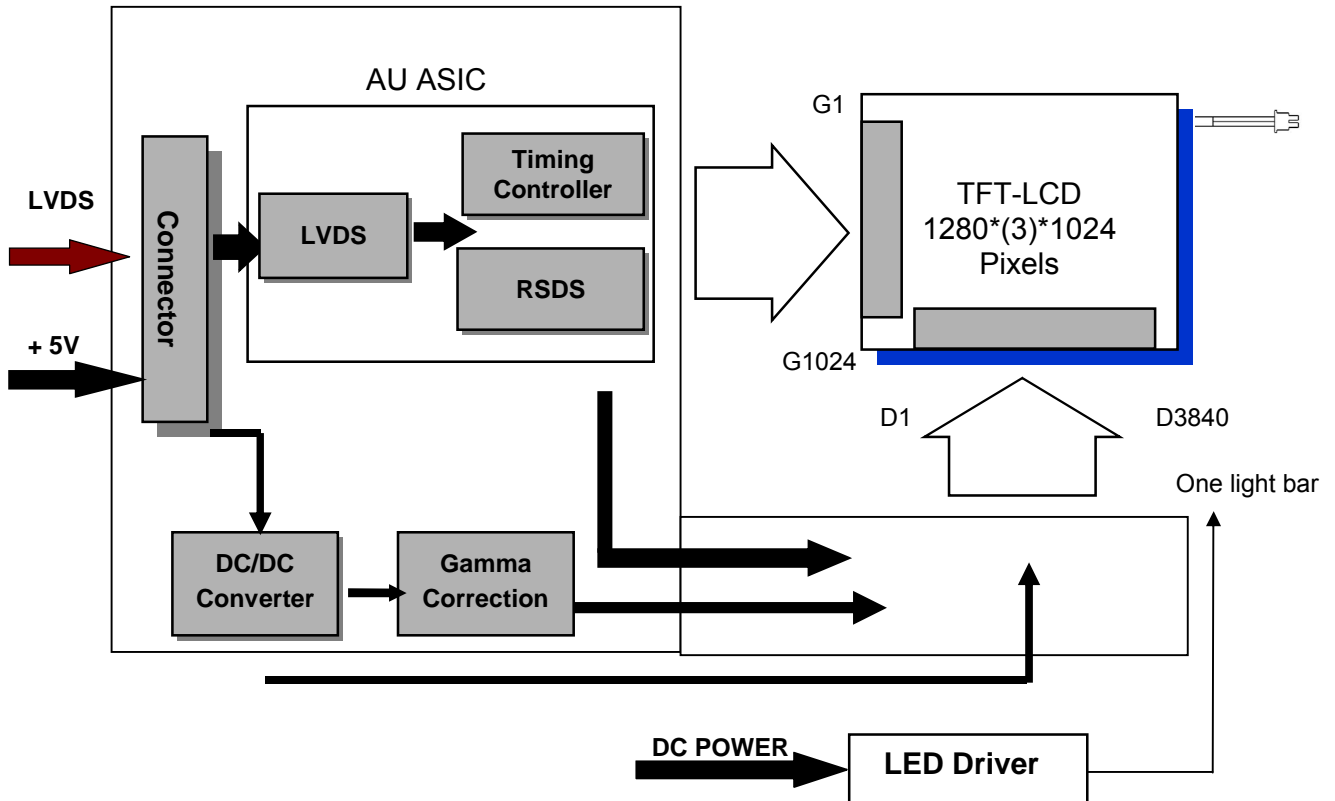 AU ASIC
LVDS
+ 5V
Connector
LVDS
Timing
Controller
RSDS
G1
TFT-LCD
1280*(3)*1024
Pixels
G1024
D1
D3840
One light bar
DC/DC
Converter
Gamma
Correction
DC POWER
LED Driver